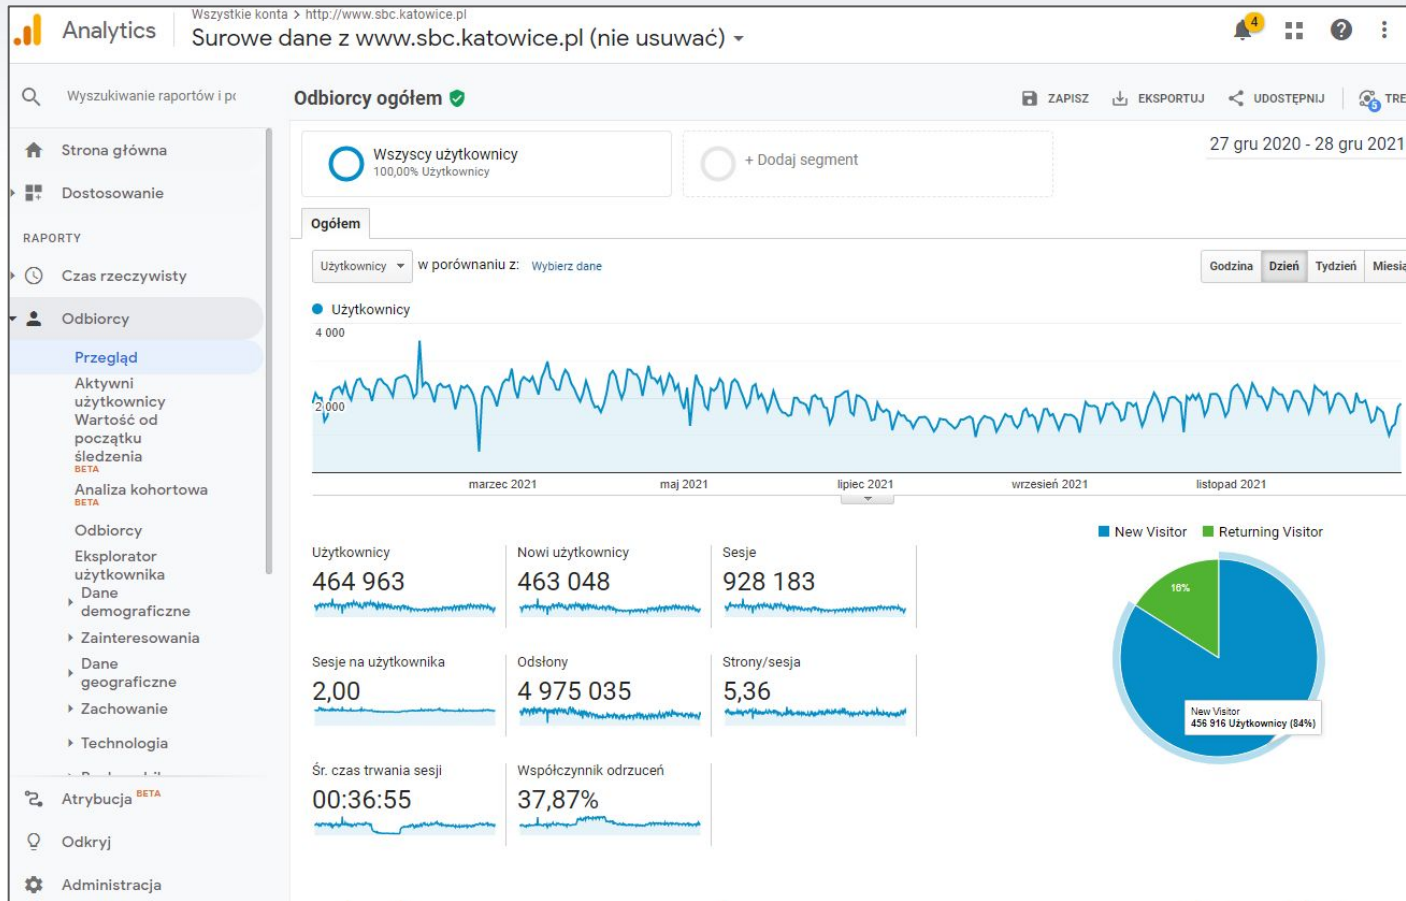 Analytics
Wszystkie konta > http://www.sbc.katowice.pl
Surowe dane z www.sbc.katowice.pl (nie usuwać)
4
Wyszukiwanie raportów i
Strona główna
Dostosowanie
RAPORTY
Czas rzeczywisty
Odbiorcy
Przegląd
Aktywni
użytkownicy
Wartość od
początku
śledzenia
BETA
Analiza kohortowa
BETA
Odbiorcy
Eksplorator
użytkownika
Dane
demograficzne
Zainteresowania
Dane
geograficzne
Zachowanie
Technologia
Atrybucja BETA
Odkryj
Administracja
Odbiorcy ogółem
ZAPISZ
EKSPORTUJ
UDOSTĘPNIJ
5
TRE
Wszyscy użytkownicy
100,00% Użytkownicy
+ Dodaj segment
27 gru 2020 - 28 gru 2021
Ogółem
Użytkownicy
w porównaniu z:
Wybierz dane
Godzina
Dzień
Tydzień
Miesią
Użytkownicy
4 000
2 000
marzec 2021
maj 2021
lipiec 2021
wrzesień 2021
listopad 2021
Użytkownicy
464 963
Nowi użytkownicy
463 048
Sesje
928 183
Sesje na użytkownika
2,00
Odsłony
4 975 035
Strony/sesja
5,36
Śr. czas trwania sesji
00:36:55
Współczynnik odrzuceń
37,87%
New Visitor
Returning Visitor
16%
New Visitor
456 916 Użytkownicy (84%)